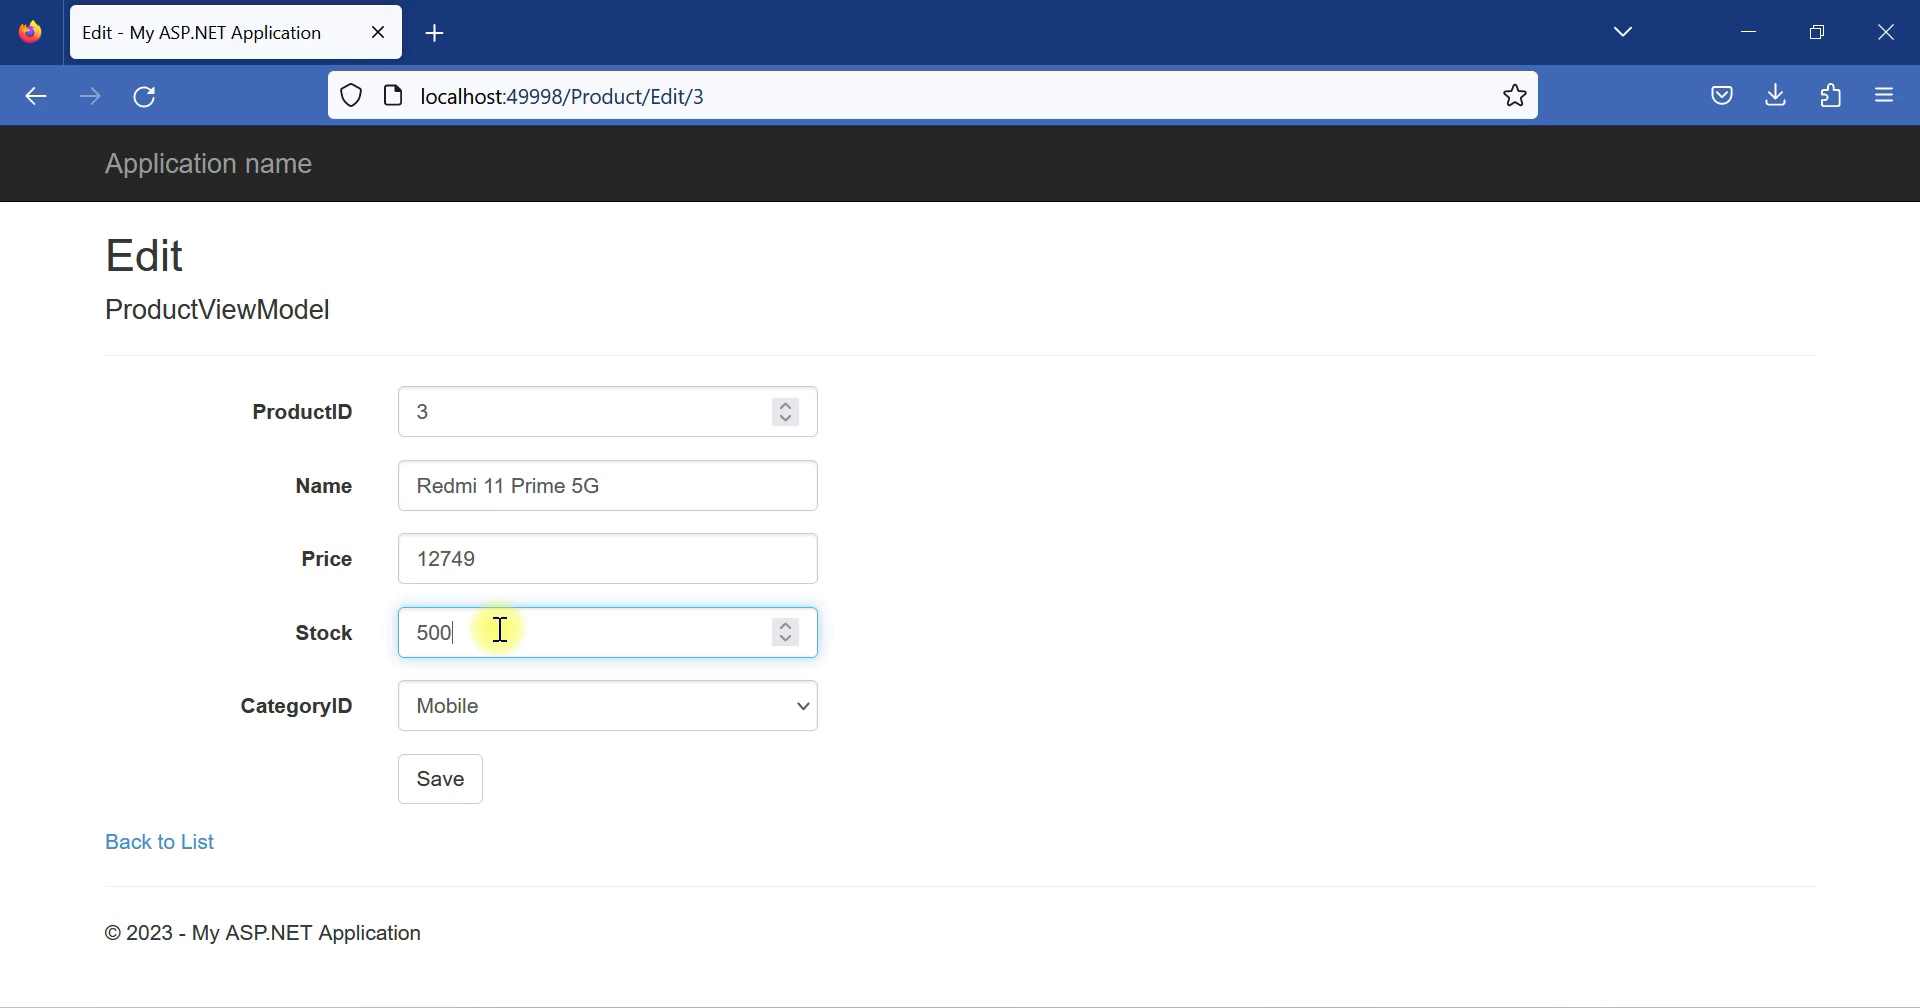 Edit - My ASP.NET Application
localhost:49998/Product/Edit/3
Application name
Edit
ProductViewModel
ProductID 3
Name Redmi 11 Prime 5G
Price 12749
Stock 500
CategoryID Mobile
Save
Back to List
© 2023 - My ASP.NET Application